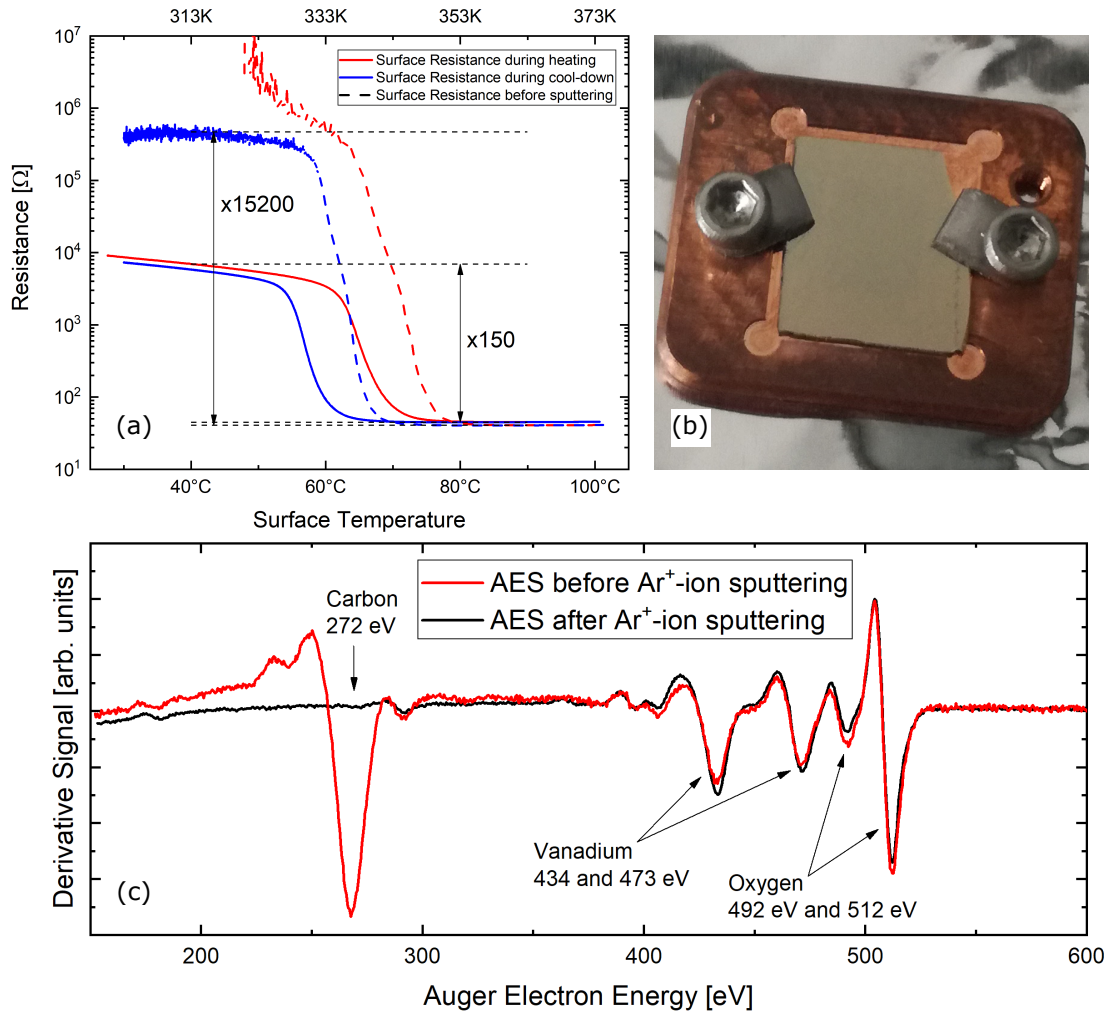 313K 333K 353K 373K
10⁷
10⁶
10⁵
10⁴
10³
10²
10¹
Resistance [Ω]
Surface Resistance during heating
Surface Resistance during cool-down
Surface Resistance before sputtering
x15200
x150
(a)
40°C 60°C 80°C 100°C
Surface Temperature
(b)
Derivative Signal [arb. units]
AES before Ar⁺-ion sputtering
AES after Ar⁺-ion sputtering
Carbon
272 eV
Vanadium
434 and 473 eV
Oxygen
492 eV and 512 eV
(c)
200 300 400 500 600
Auger Electron Energy [eV]